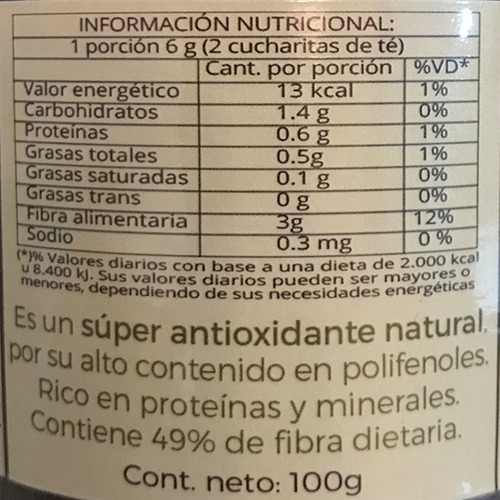 INFORMACIÓN NUTRICIONAL:
1 porción 6 g (2 cucharitas de té)
Cant. por porción %VD*
Valor energético 13 kcal 1%
Carbohidratos 1.4 g 0%
Proteínas 0.6 g 1%
Grasas totales 0.5g 1%
Grasas saturadas 0.1 g 0%
Grasas trans 0 g 0%
Fibra alimentaria 3g 12%
Sodio 0.3 mg 0 %
(*)% Valores diarios con base a una dieta de 2.000 kcal
u 8.400 kJ. Sus valores diarios pueden ser mayores o
menores, dependiendo de sus necesidades energéticas
Es un súper antioxidante natural,
por su alto contenido en polifenoles.
Rico en proteínas y minerales.
Contiene 49% de fibra dietaria.
Cont. neto: 100g